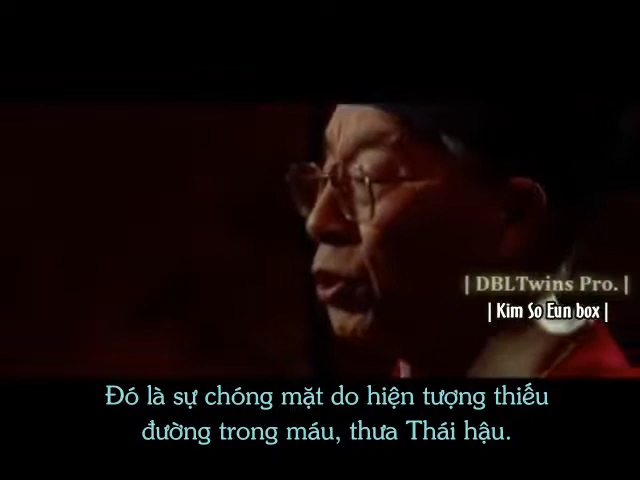 | DBLTwins Pro. |
| Kim So Eun box |
Đó là sự chóng mặt do hiện tượng thiếu
đường trong máu, thưa Thái hậu.